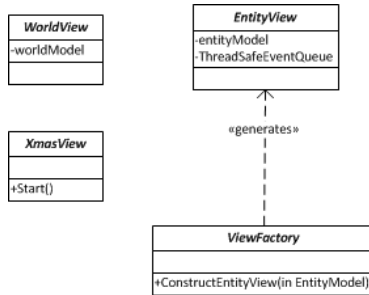 WorldView
-worldModel
EntityView
-entityModel
-ThreadSafeEventQueue
XmasView
+Start()
«generates»
ViewFactory
+ConstructEntityView(in EntityModel)